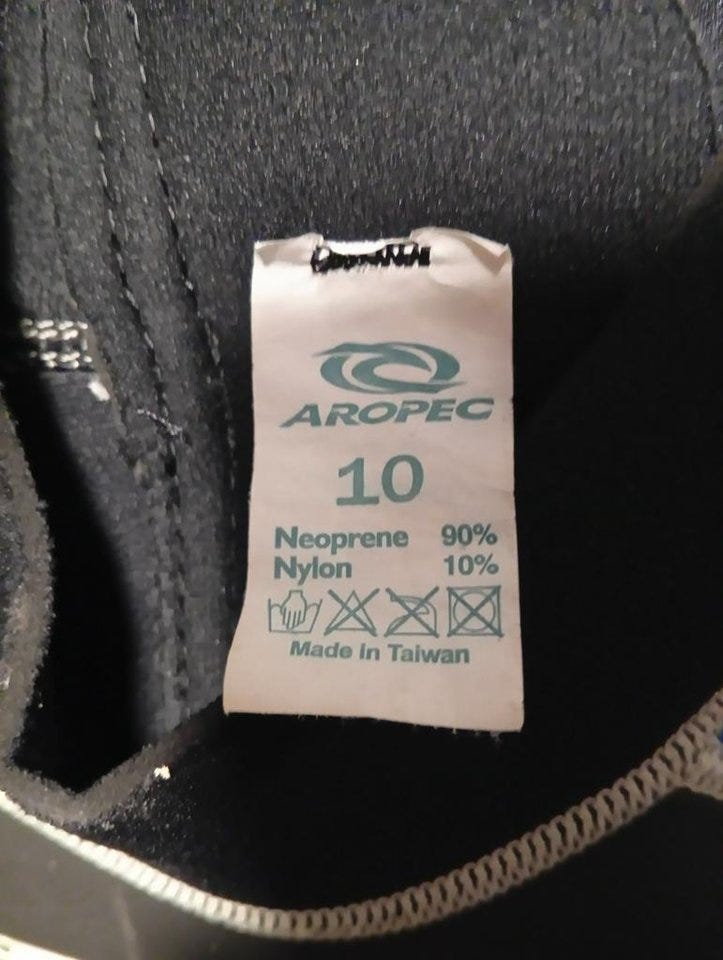 AROPEC
10
Neoprene 90%
Nylon 10%
Made in Taiwan